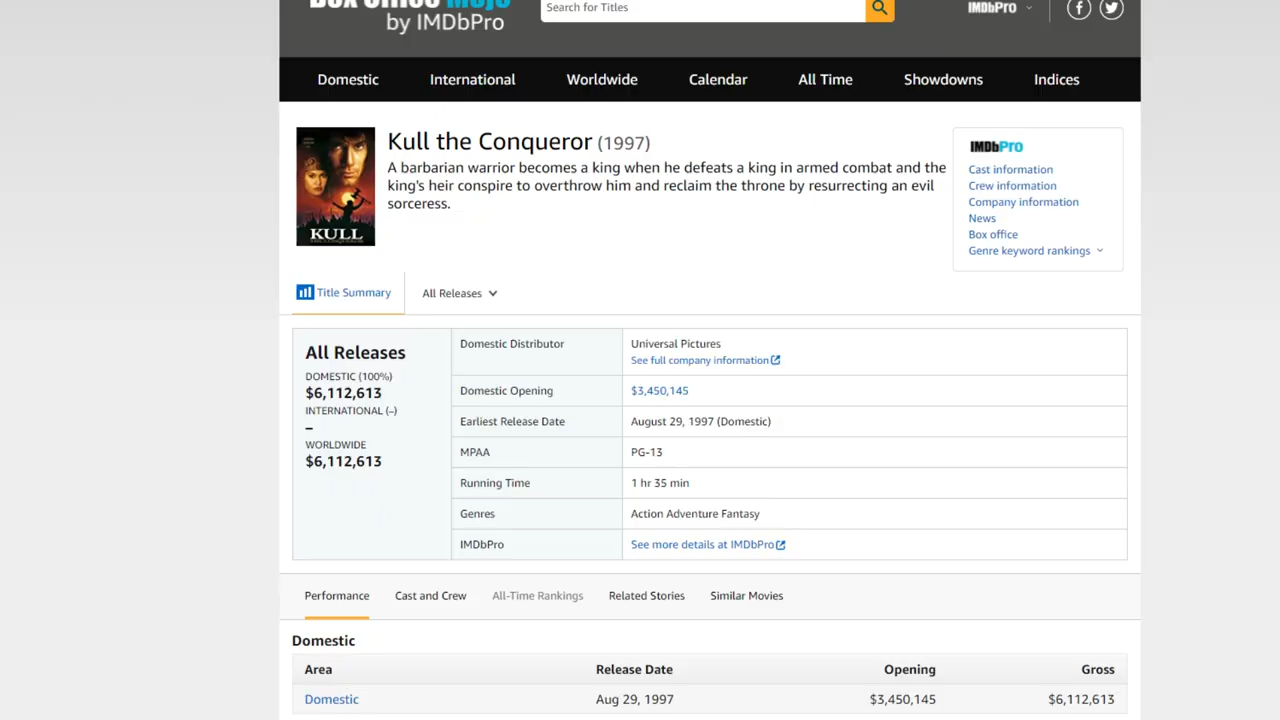 Box Office Mojo
by IMDbPro
Search for Titles
IMDbPro
Domestic International Worldwide Calendar All Time Showdowns Indices
Kull the Conqueror (1997)
A barbarian warrior becomes a king when he defeats a king in armed combat and the
king's heir conspire to overthrow him and reclaim the throne by resurrecting an evil
sorceress.
KULL
IMDbPro
Cast information
Crew information
Company information
News
Box office
Genre keyword rankings
Title Summary All Releases
All Releases
DOMESTIC (100%)
$6,112,613
INTERNATIONAL (–)
–
WORLDWIDE
$6,112,613
Domestic Distributor Universal Pictures
See full company information
Domestic Opening $3,450,145
Earliest Release Date August 29, 1997 (Domestic)
MPAA PG-13
Running Time 1 hr 35 min
Genres Action Adventure Fantasy
IMDbPro See more details at IMDbPro
Performance Cast and Crew All-Time Rankings Related Stories Similar Movies
Domestic
Area Release Date Opening Gross
Domestic Aug 29, 1997 $3,450,145 $6,112,613